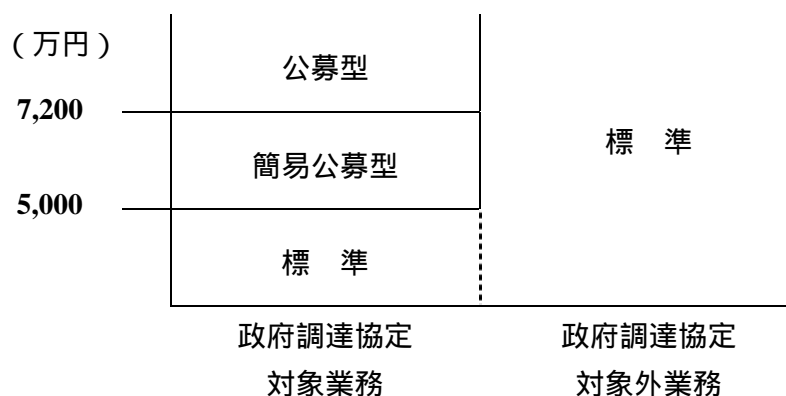 (万円)
公募型
7,200
標 準
簡易公募型
5,000
標 準
政府調達協定
対象業務
政府調達協定
対象外業務